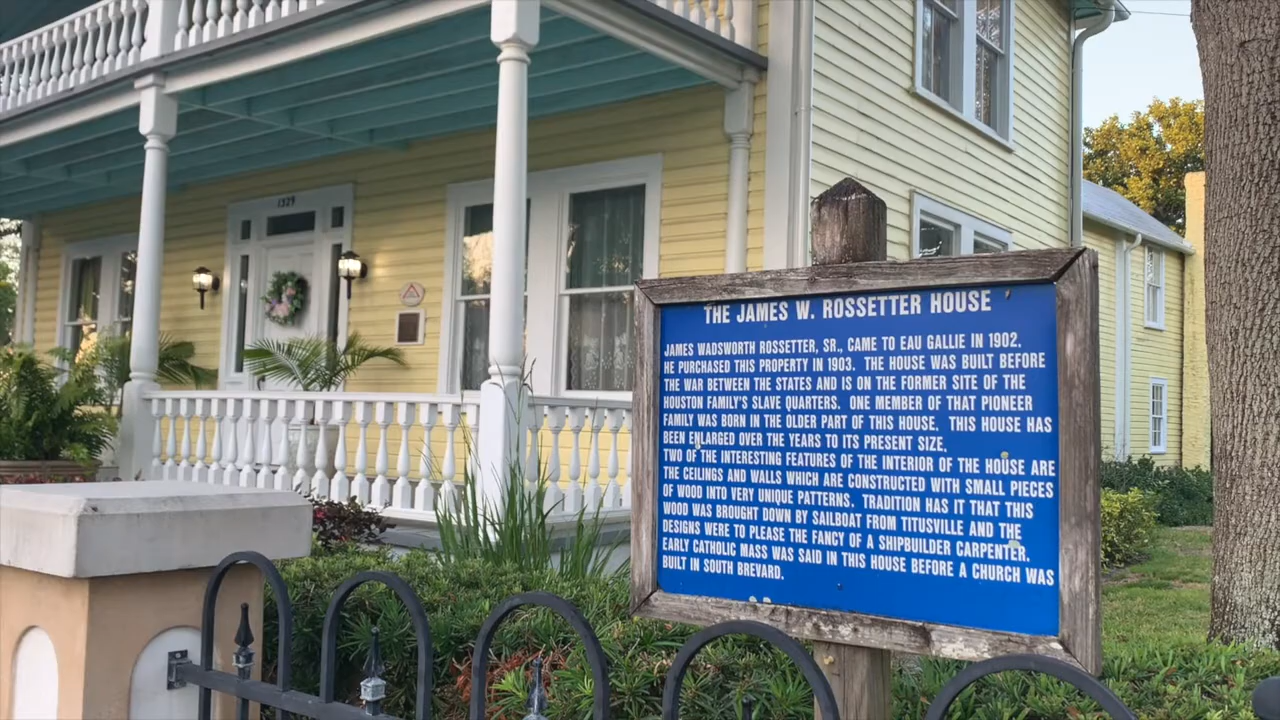 1329
THE JAMES W. ROSSETTER HOUSE
JAMES WADSWORTH ROSSETTER, SR., CAME TO EAU GALLIE IN 1902.
HE PURCHASED THIS PROPERTY IN 1903. THE HOUSE WAS BUILT BEFORE
THE WAR BETWEEN THE STATES AND IS ON THE FORMER SITE OF THE
HOUSTON FAMILY'S SLAVE QUARTERS. ONE MEMBER OF THAT PIONEER
FAMILY WAS BORN IN THE OLDER PART OF THIS HOUSE. THIS HOUSE HAS
BEEN ENLARGED OVER THE YEARS TO ITS PRESENT SIZE.
TWO OF THE INTERESTING FEATURES OF THE INTERIOR OF THE HOUSE ARE
THE CEILINGS AND WALLS WHICH ARE CONSTRUCTED WITH SMALL PIECES
OF WOOD INTO VERY UNIQUE PATTERNS. TRADITION HAS IT THAT THIS
WOOD WAS BROUGHT DOWN BY SAILBOAT FROM TITUSVILLE AND THE
DESIGNS WERE TO PLEASE THE FANCY OF A SHIPBUILDER CARPENTER.
EARLY CATHOLIC MASS WAS SAID IN THIS HOUSE BEFORE A CHURCH WAS
BUILT IN SOUTH BREVARD.